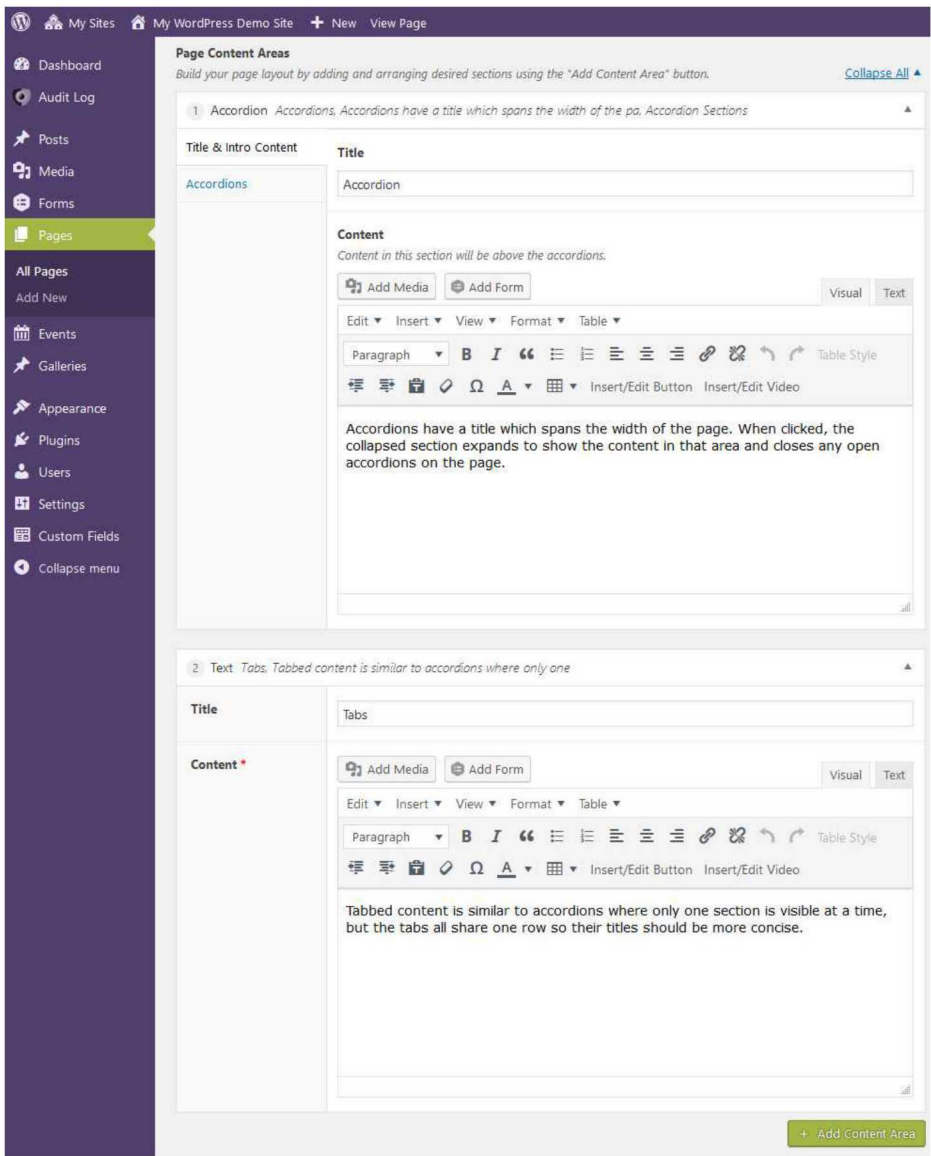 My Sites My WordPress Demo Site + New View Page
Dashboard
Audit Log
Posts
Media
Forms
Pages
All Pages
Add New
Events
Galleries
Appearance
Plugins
Users
Settings
Custom Fields
Collapse menu
Page Content Areas
Build your page layout by adding and arranging desired sections using the "Add Content Area" button.
Collapse All ▲
1 Accordion Accordions, Accordions have a title which spans the width of the pa, Accordion Sections
Title & Intro Content
Accordions
Title
Accordion
Content
Content in this section will be above the accordions.
Add Media Add Form
Visual Text
Edit Insert View Format Table
Paragraph B I Table Style
Ω A Insert/Edit Button Insert/Edit Video
Accordions have a title which spans the width of the page. When clicked, the
collapsed section expands to show the content in that area and closes any open
accordions on the page.
2 Text Tabs, Tabbed content is similar to accordions where only one
Title
Tabs
Content *
Add Media Add Form
Visual Text
Edit Insert View Format Table
Paragraph B I Table Style
Ω A Insert/Edit Button Insert/Edit Video
Tabbed content is similar to accordions where only one section is visible at a time,
but the tabs all share one row so their titles should be more concise.
+ Add Content Area